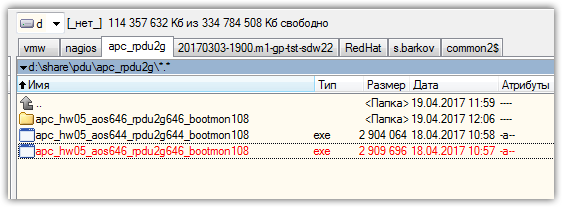 d [_нет_] 114 357 632 Кб из 334 784 508 Кб свободно
vmw nagios apc_rpdu2g 20170303-1900.m1-gp-tst-sdw22 RedHat s.barkov common2$
d:\share\pdu\apc_rpdu2g\*.*
Имя Тип Размер Дата Атрибуты
.. <Папка> 19.04.2017 11:59 ----
apc_hw05_aos646_rpdu2g646_bootmon108 <Папка> 19.04.2017 12:06 ----
apc_hw05_aos644_rpdu2g644_bootmon108 exe 2 904 064 18.04.2017 10:58 -a--
apc_hw05_aos646_rpdu2g646_bootmon108 exe 2 909 696 18.04.2017 10:57 -a--